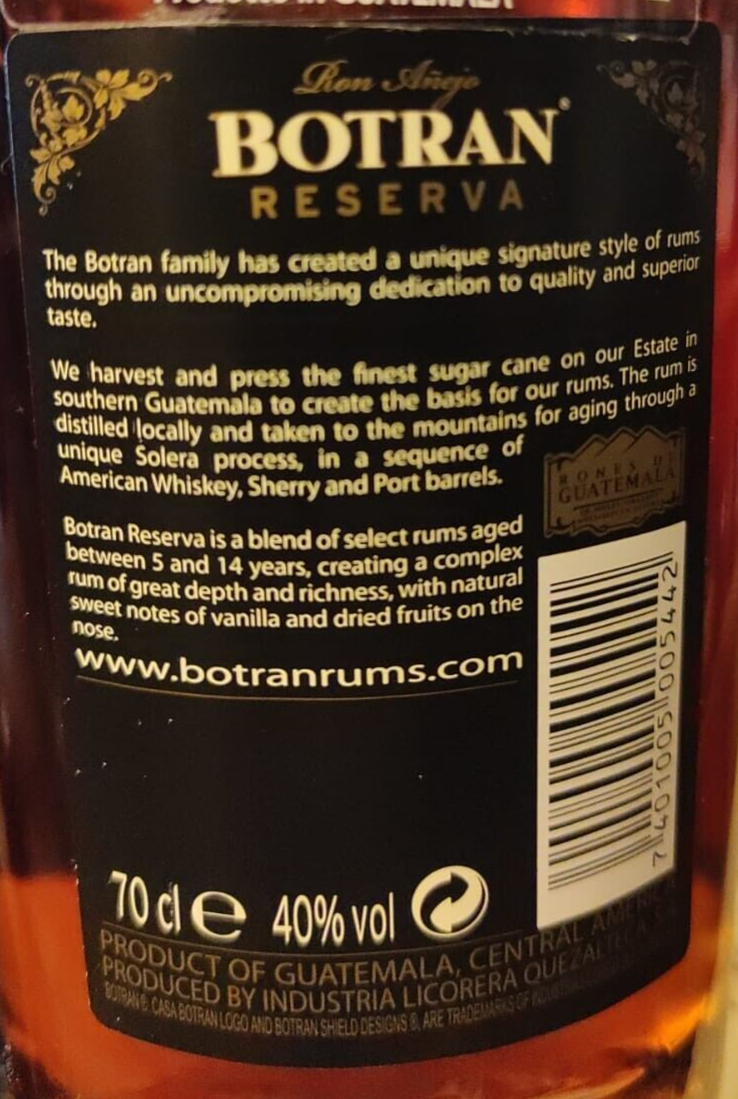 GUATEMALA
Ron Añejo
BOTRAN®
RESERVA
The Botran family has created a unique signature style of rums
through an uncompromising dedication to quality and superior
taste.
We harvest and press the finest sugar cane on our Estate in
southern Guatemala to create the basis for our rums. The rum is
distilled locally and taken to the mountains for aging through a
unique Solera process, in a sequence of
American Whiskey, Sherry and Port barrels.
RONES DE
GUATEMALA
Botran Reserva is a blend of select rums aged
between 5 and 14 years, creating a complex
rum of great depth and richness, with natural
sweet notes of vanilla and dried fruits on the
nose.
www.botranrums.com
7 401005 005442
70 cl e 40% vol
PRODUCT OF GUATEMALA, CENTRAL AMERICA
PRODUCED BY INDUSTRIA LICORERA QUEZALTECA
BOTRAN®, CASA BOTRAN LOGO AND BOTRAN SHIELD DESIGNS ®, ARE TRADEMARKS OF